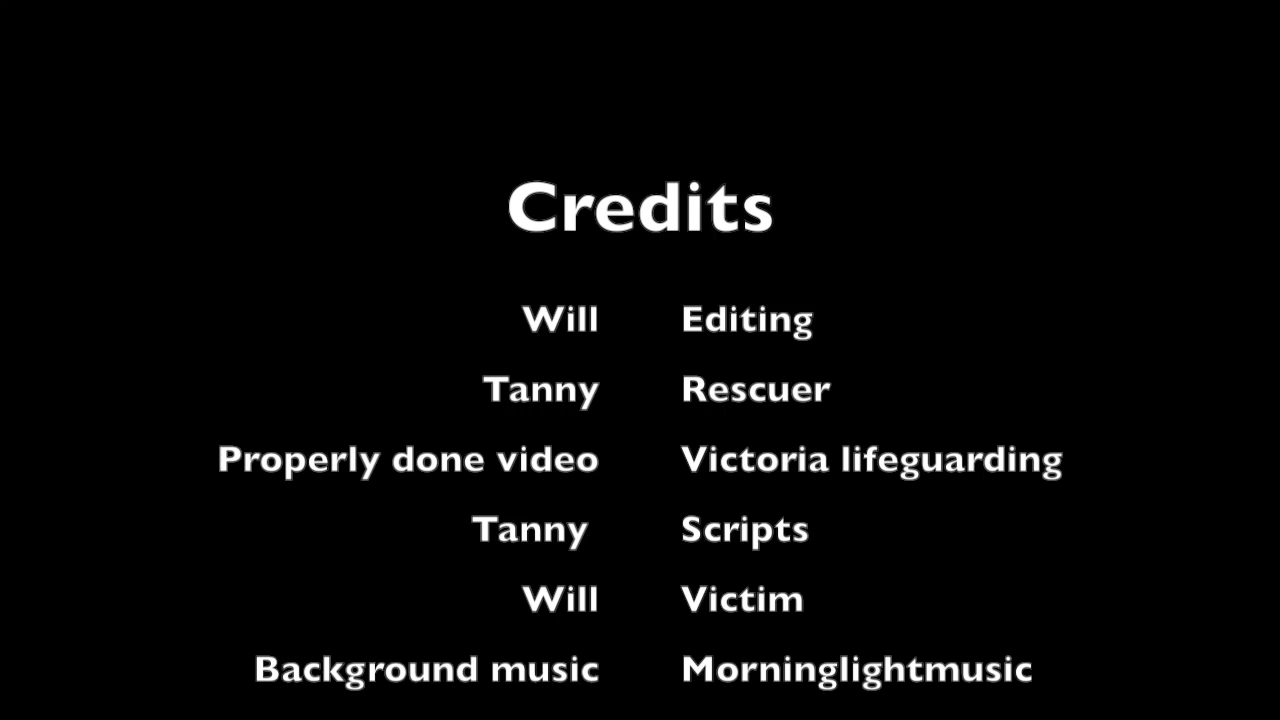 Credits
Will Editing
Tanny Rescuer
Properly done video Victoria lifeguarding
Tanny Scripts
Will Victim
Background music Morninglightmusic